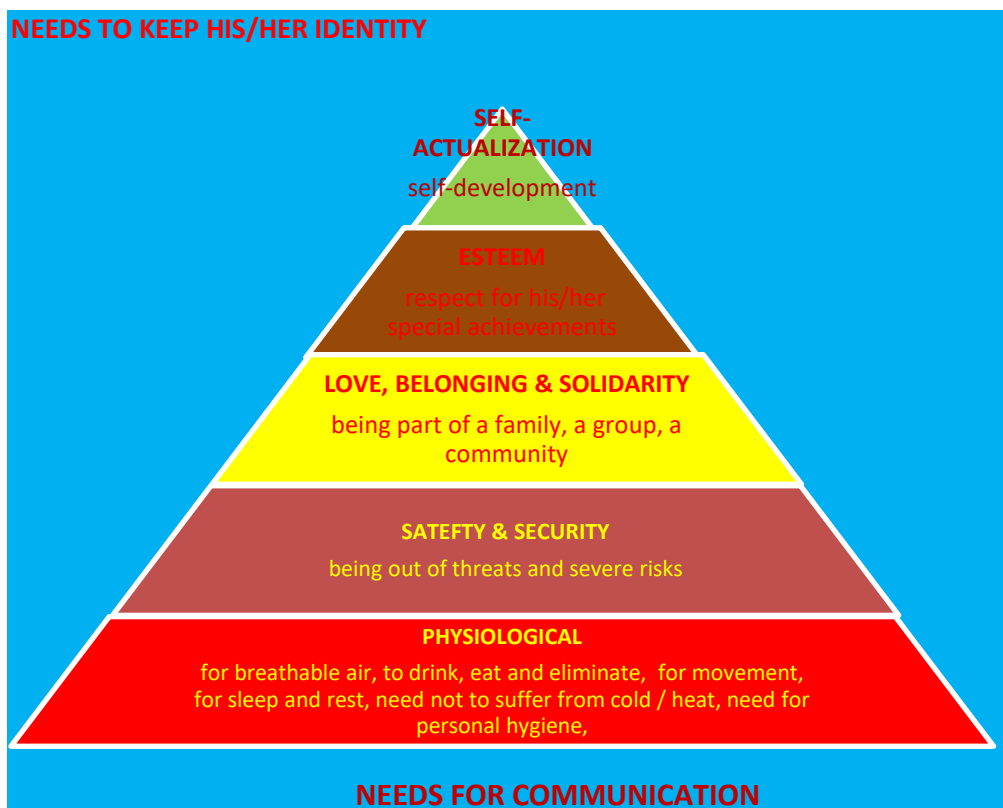 NEEDS TO KEEP HIS/HER IDENTITY
SELF-
ACTUALIZATION
self-development
ESTEEM
respect for his/her
special achievements
LOVE, BELONGING & SOLIDARITY
being part of a family, a group, a
community
SATEFTY & SECURITY
being out of threats and severe risks
PHYSIOLOGICAL
for breathable air, to drink, eat and eliminate,  for movement,
for sleep and rest, need not to suffer from cold / heat, need for
personal hygiene,
NEEDS FOR COMMUNICATION